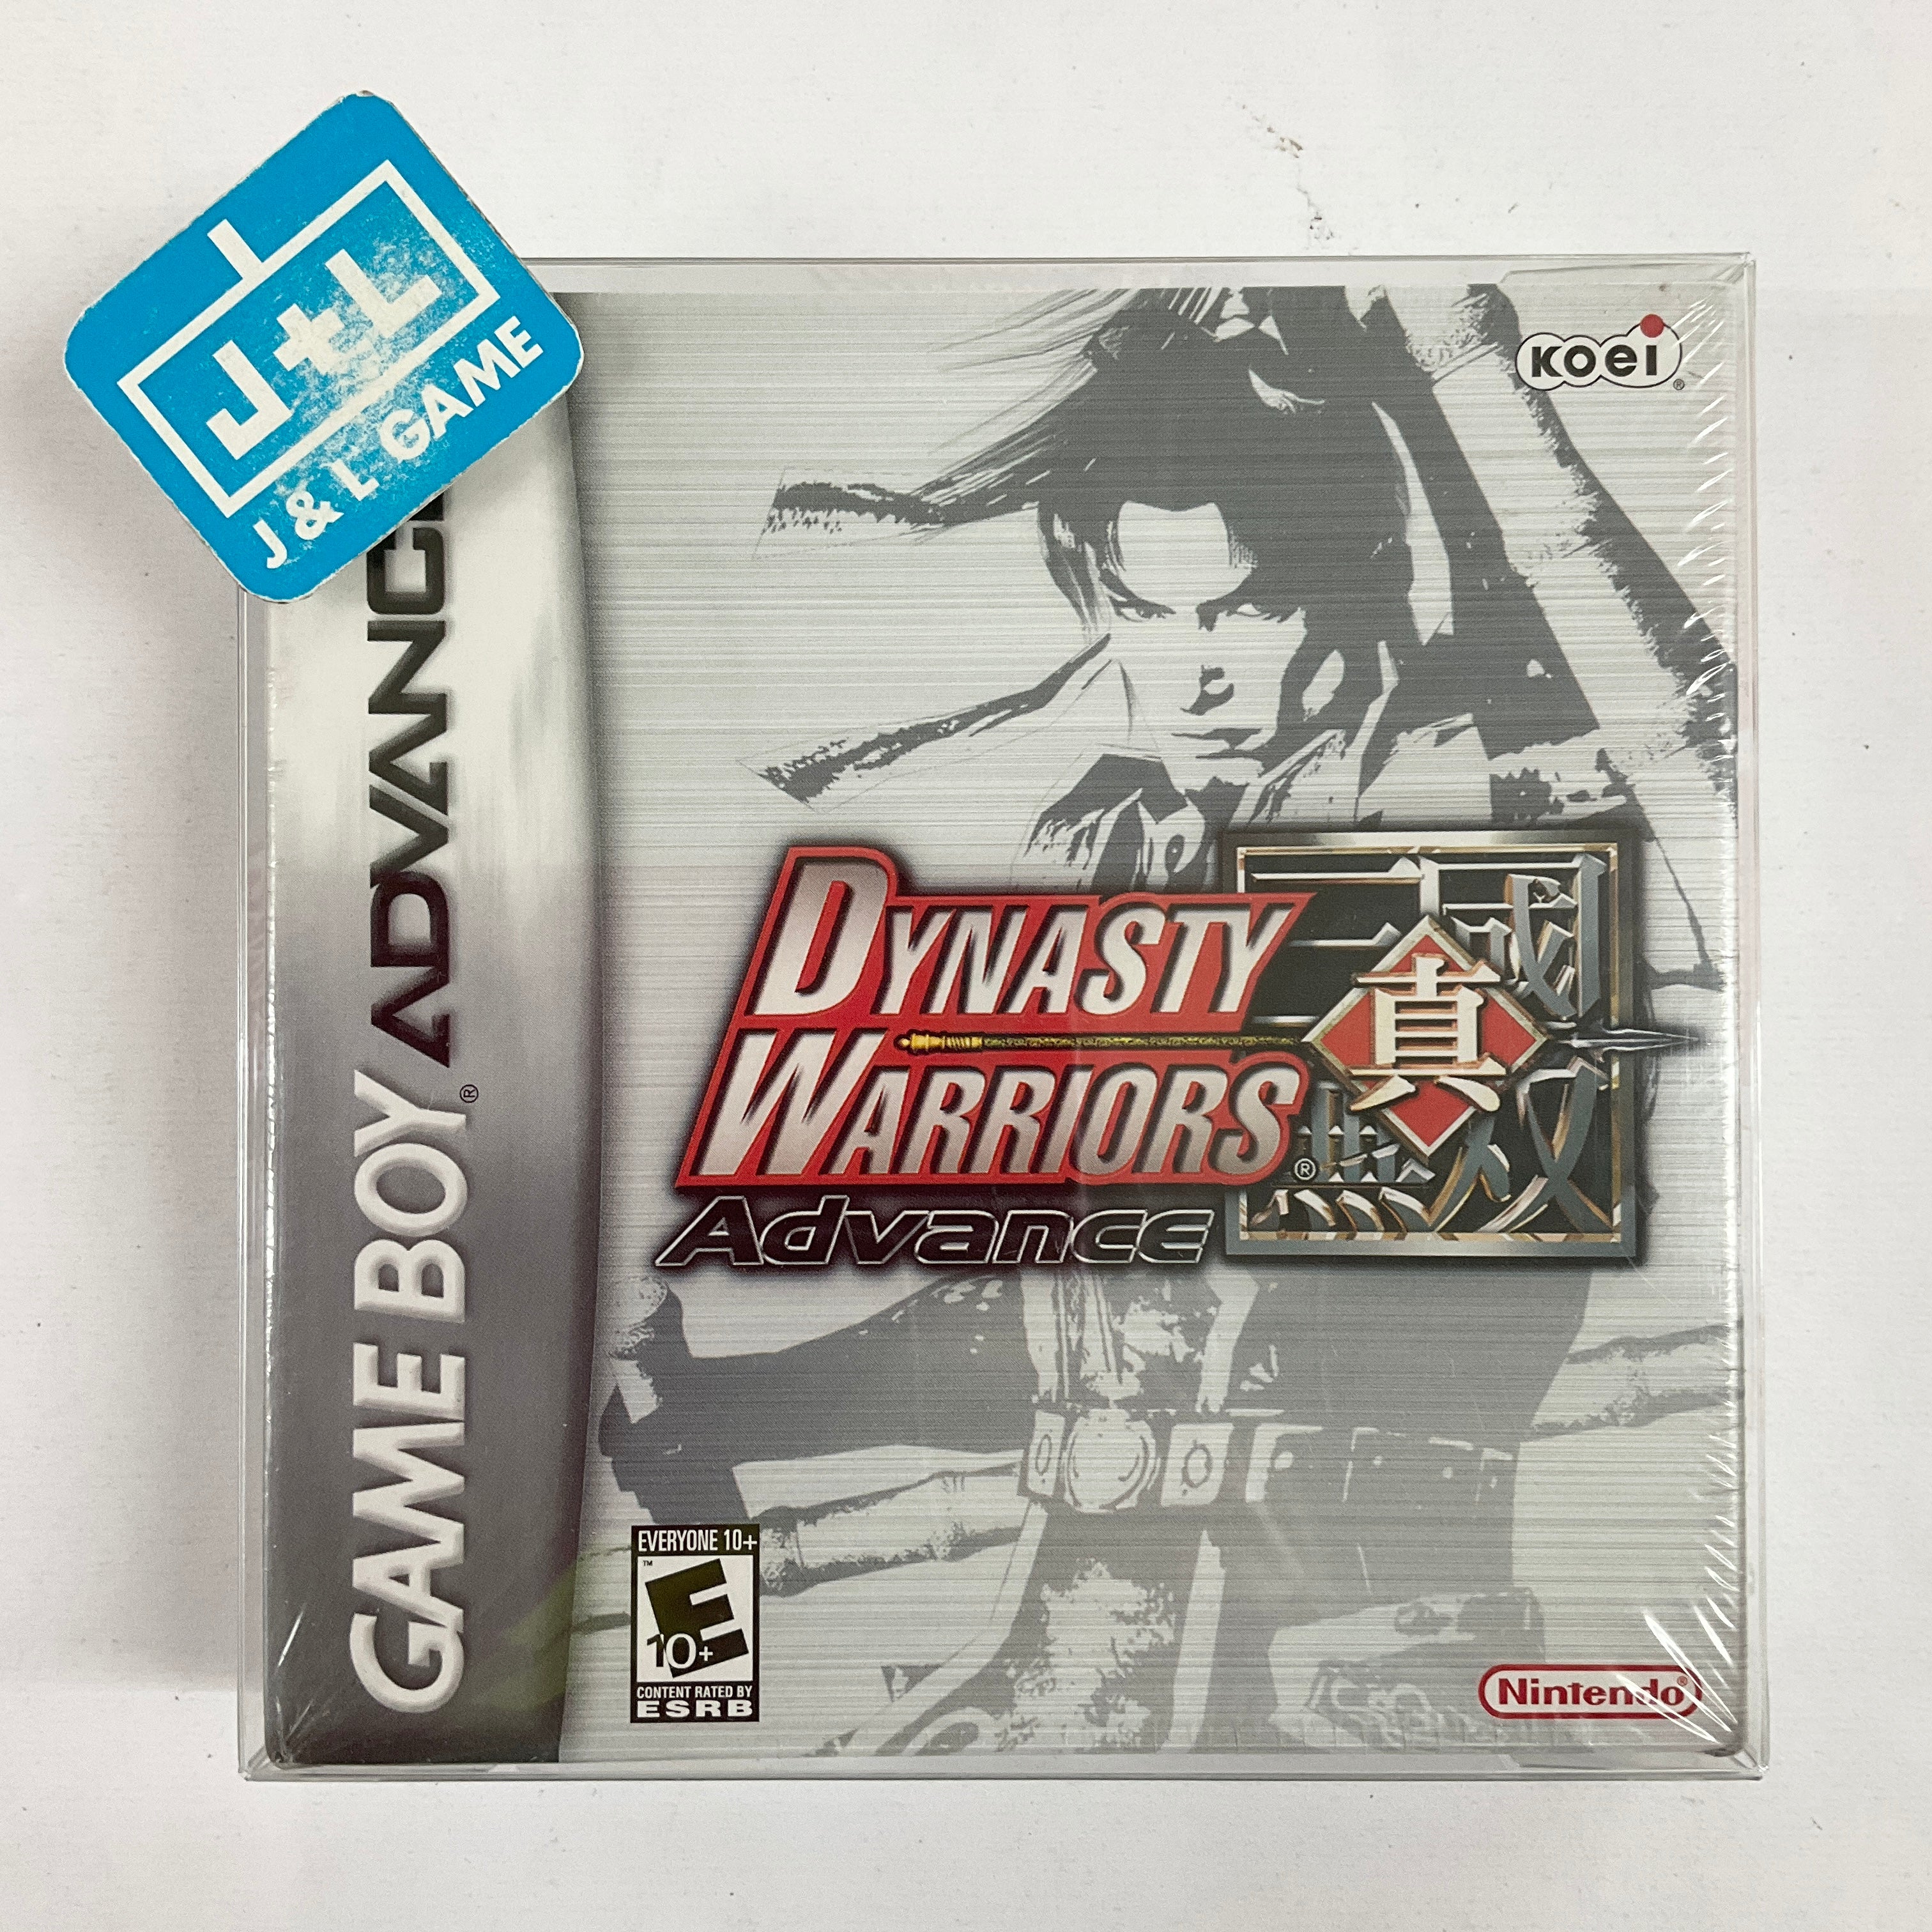 J+L
J & L GAME
GAME BOY ADVANCE
®
KOEI®
DYNASTY
WARRIORS®
Advance
三國
真
無双
EVERYONE 10+
™
E
10+
CONTENT RATED BY
ESRB
Nintendo®